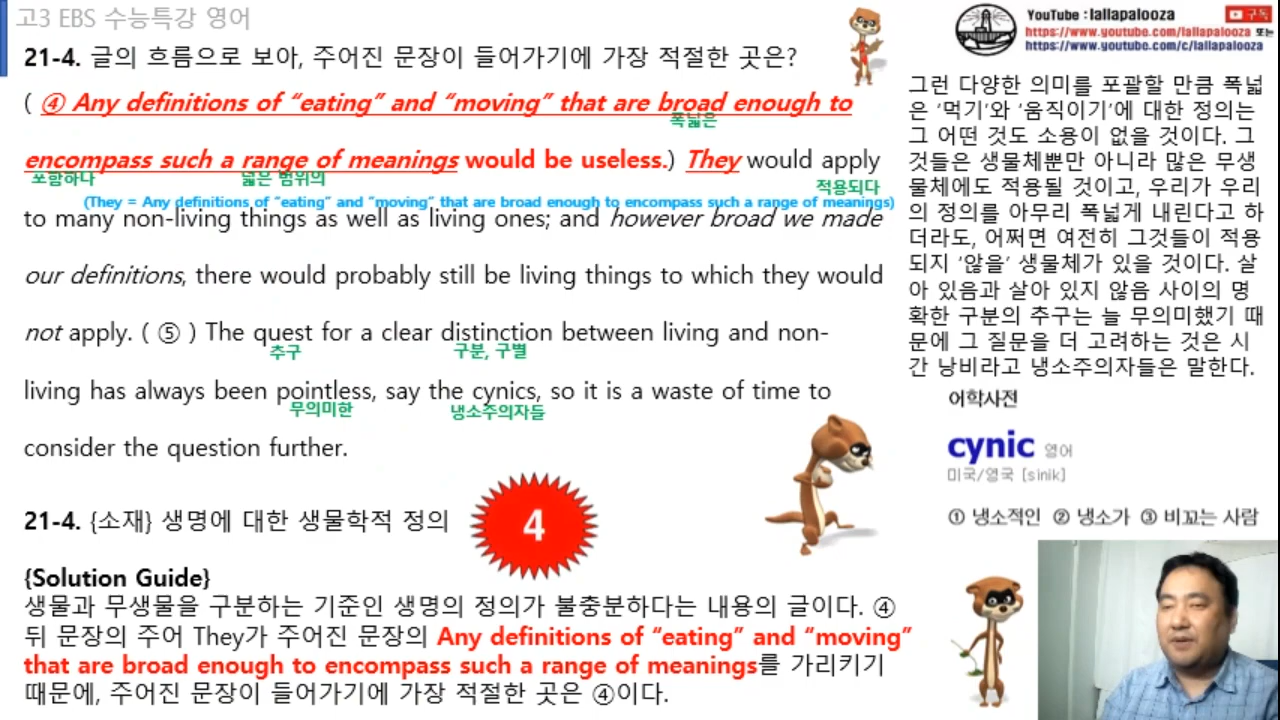 고3 EBS 수능특강 영어
21-4. 글의 흐름으로 보아, 주어진 문장이 들어가기에 가장 적절한 곳은?
( ④ Any definitions of “eating” and “moving” that are broad enough to
폭넓은
encompass such a range of meanings would be useless.) They would apply
포함하다 넓은 범위의 적용되다
(They = Any definitions of “eating” and “moving” that are broad enough to encompass such a range of meanings)
to many non-living things as well as living ones; and however broad we made
our definitions, there would probably still be living things to which they would
not apply. ( ⑤ ) The quest for a clear distinction between living and non-
추구 구분, 구별
living has always been pointless, say the cynics, so it is a waste of time to
무의미한 냉소주의자들
consider the question further.
21-4. {소재} 생명에 대한 생물학적 정의
4
{Solution Guide}
생물과 무생물을 구분하는 기준인 생명의 정의가 불충분하다는 내용의 글이다. ④
뒤 문장의 주어 They가 주어진 문장의 Any definitions of “eating” and “moving”
that are broad enough to encompass such a range of meanings를 가리키기
때문에, 주어진 문장이 들어가기에 가장 적절한 곳은 ④이다.
YouTube : lallapalooza 구독
https://www.youtube.com/lallapalooza 또는
https://www.youtube.com/c/lallapalooza
그런 다양한 의미를 포괄할 만큼 폭넓
은 ‘먹기’와 ‘움직이기’에 대한 정의는
그 어떤 것도 소용이 없을 것이다. 그
것들은 생물체뿐만 아니라 많은 무생
물체에도 적용될 것이고, 우리가 우리
의 정의를 아무리 폭넓게 내린다고 하
더라도, 어쩌면 여전히 그것들이 적용
되지 ‘않을’ 생물체가 있을 것이다. 살
아 있음과 살아 있지 않음 사이의 명
확한 구분의 추구는 늘 무의미했기 때
문에 그 질문을 더 고려하는 것은 시
간 낭비라고 냉소주의자들은 말한다.
어학사전
cynic 영어
미국/영국 [sinik]
① 냉소적인 ② 냉소가 ③ 비꼬는 사람